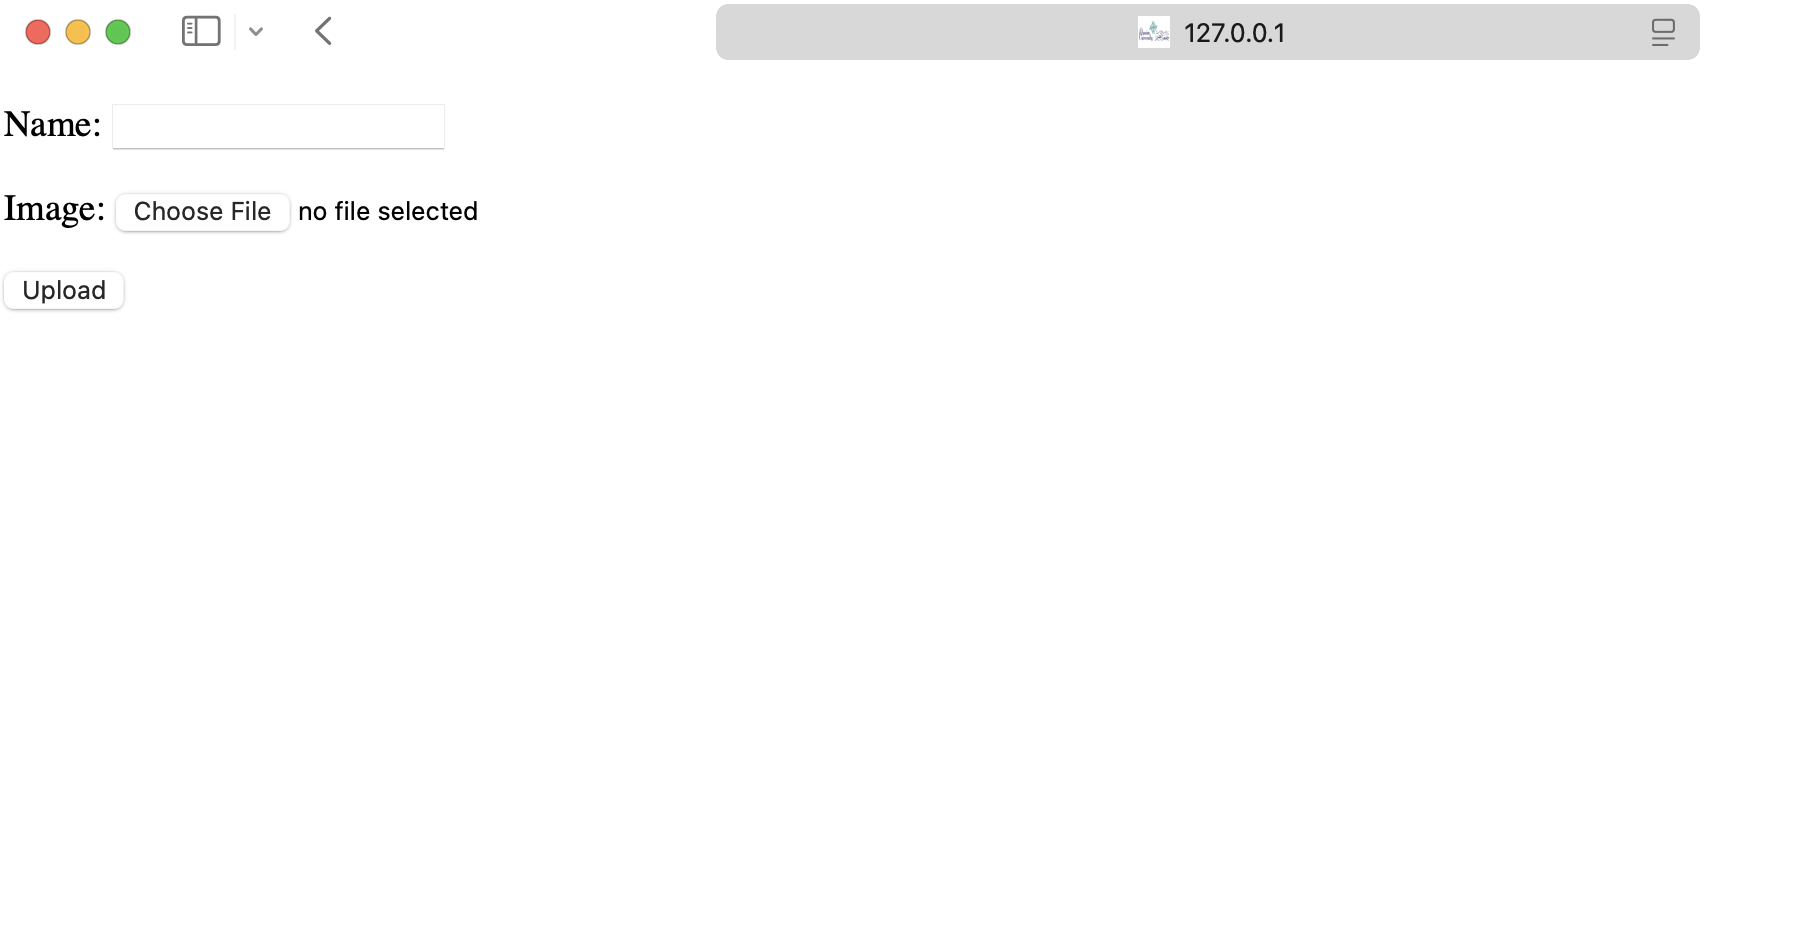 127.0.0.1
Name:
Image: Choose File no file selected
Upload